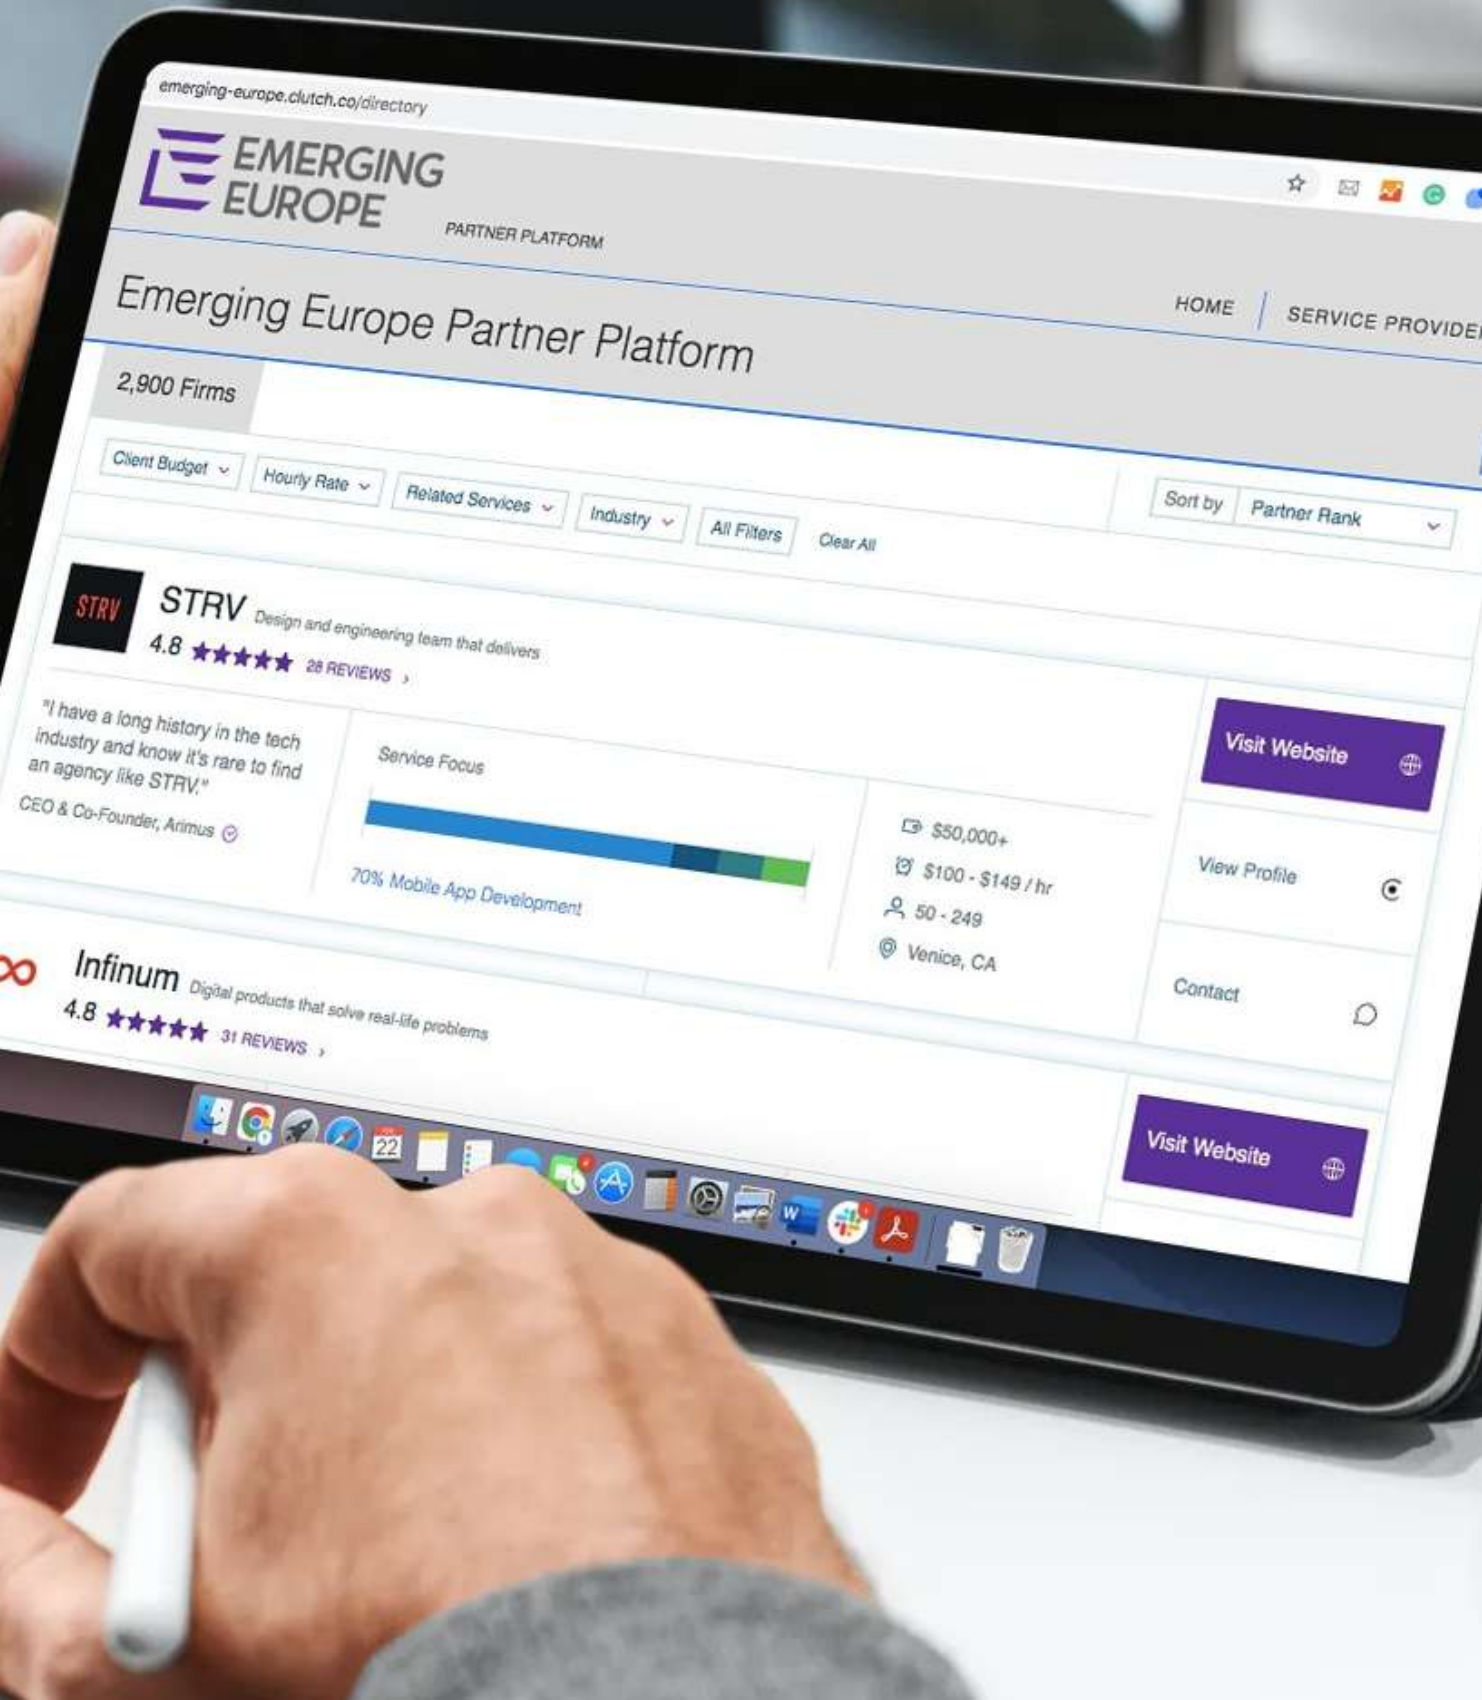 emerging-europe.clutch.co/directory
EMERGING
EUROPE
PARTNER PLATFORM
HOME
SERVICE PROVIDER
Emerging Europe Partner Platform
2,900 Firms
Client Budget
Hourly Rate
Related Services
Industry
All Filters
Clear All
Sort by
Partner Rank
STRV
STRV Design and engineering team that delivers
4.8
28 REVIEWS
"I have a long history in the tech
industry and know it's rare to find
an agency like STRV."
CEO & Co-Founder, Arimus
Service Focus
70% Mobile App Development
$50,000+
$100 - $149 / hr
50 - 249
Venice, CA
Visit Website
View Profile
Contact
Infinum Digital products that solve real-life problems
4.8
31 REVIEWS
Visit Website
22
W